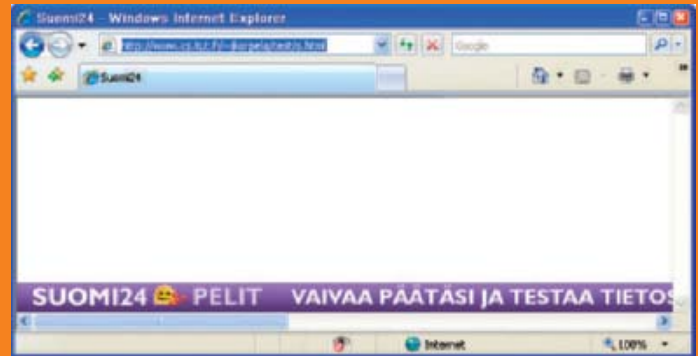 Suomi24 - Windows Internet Explorer
Google
Suomi24
SUOMI24 PELIT VAIVAA PÄÄTÄSI JA TESTAA TIETOS
Internet
100%